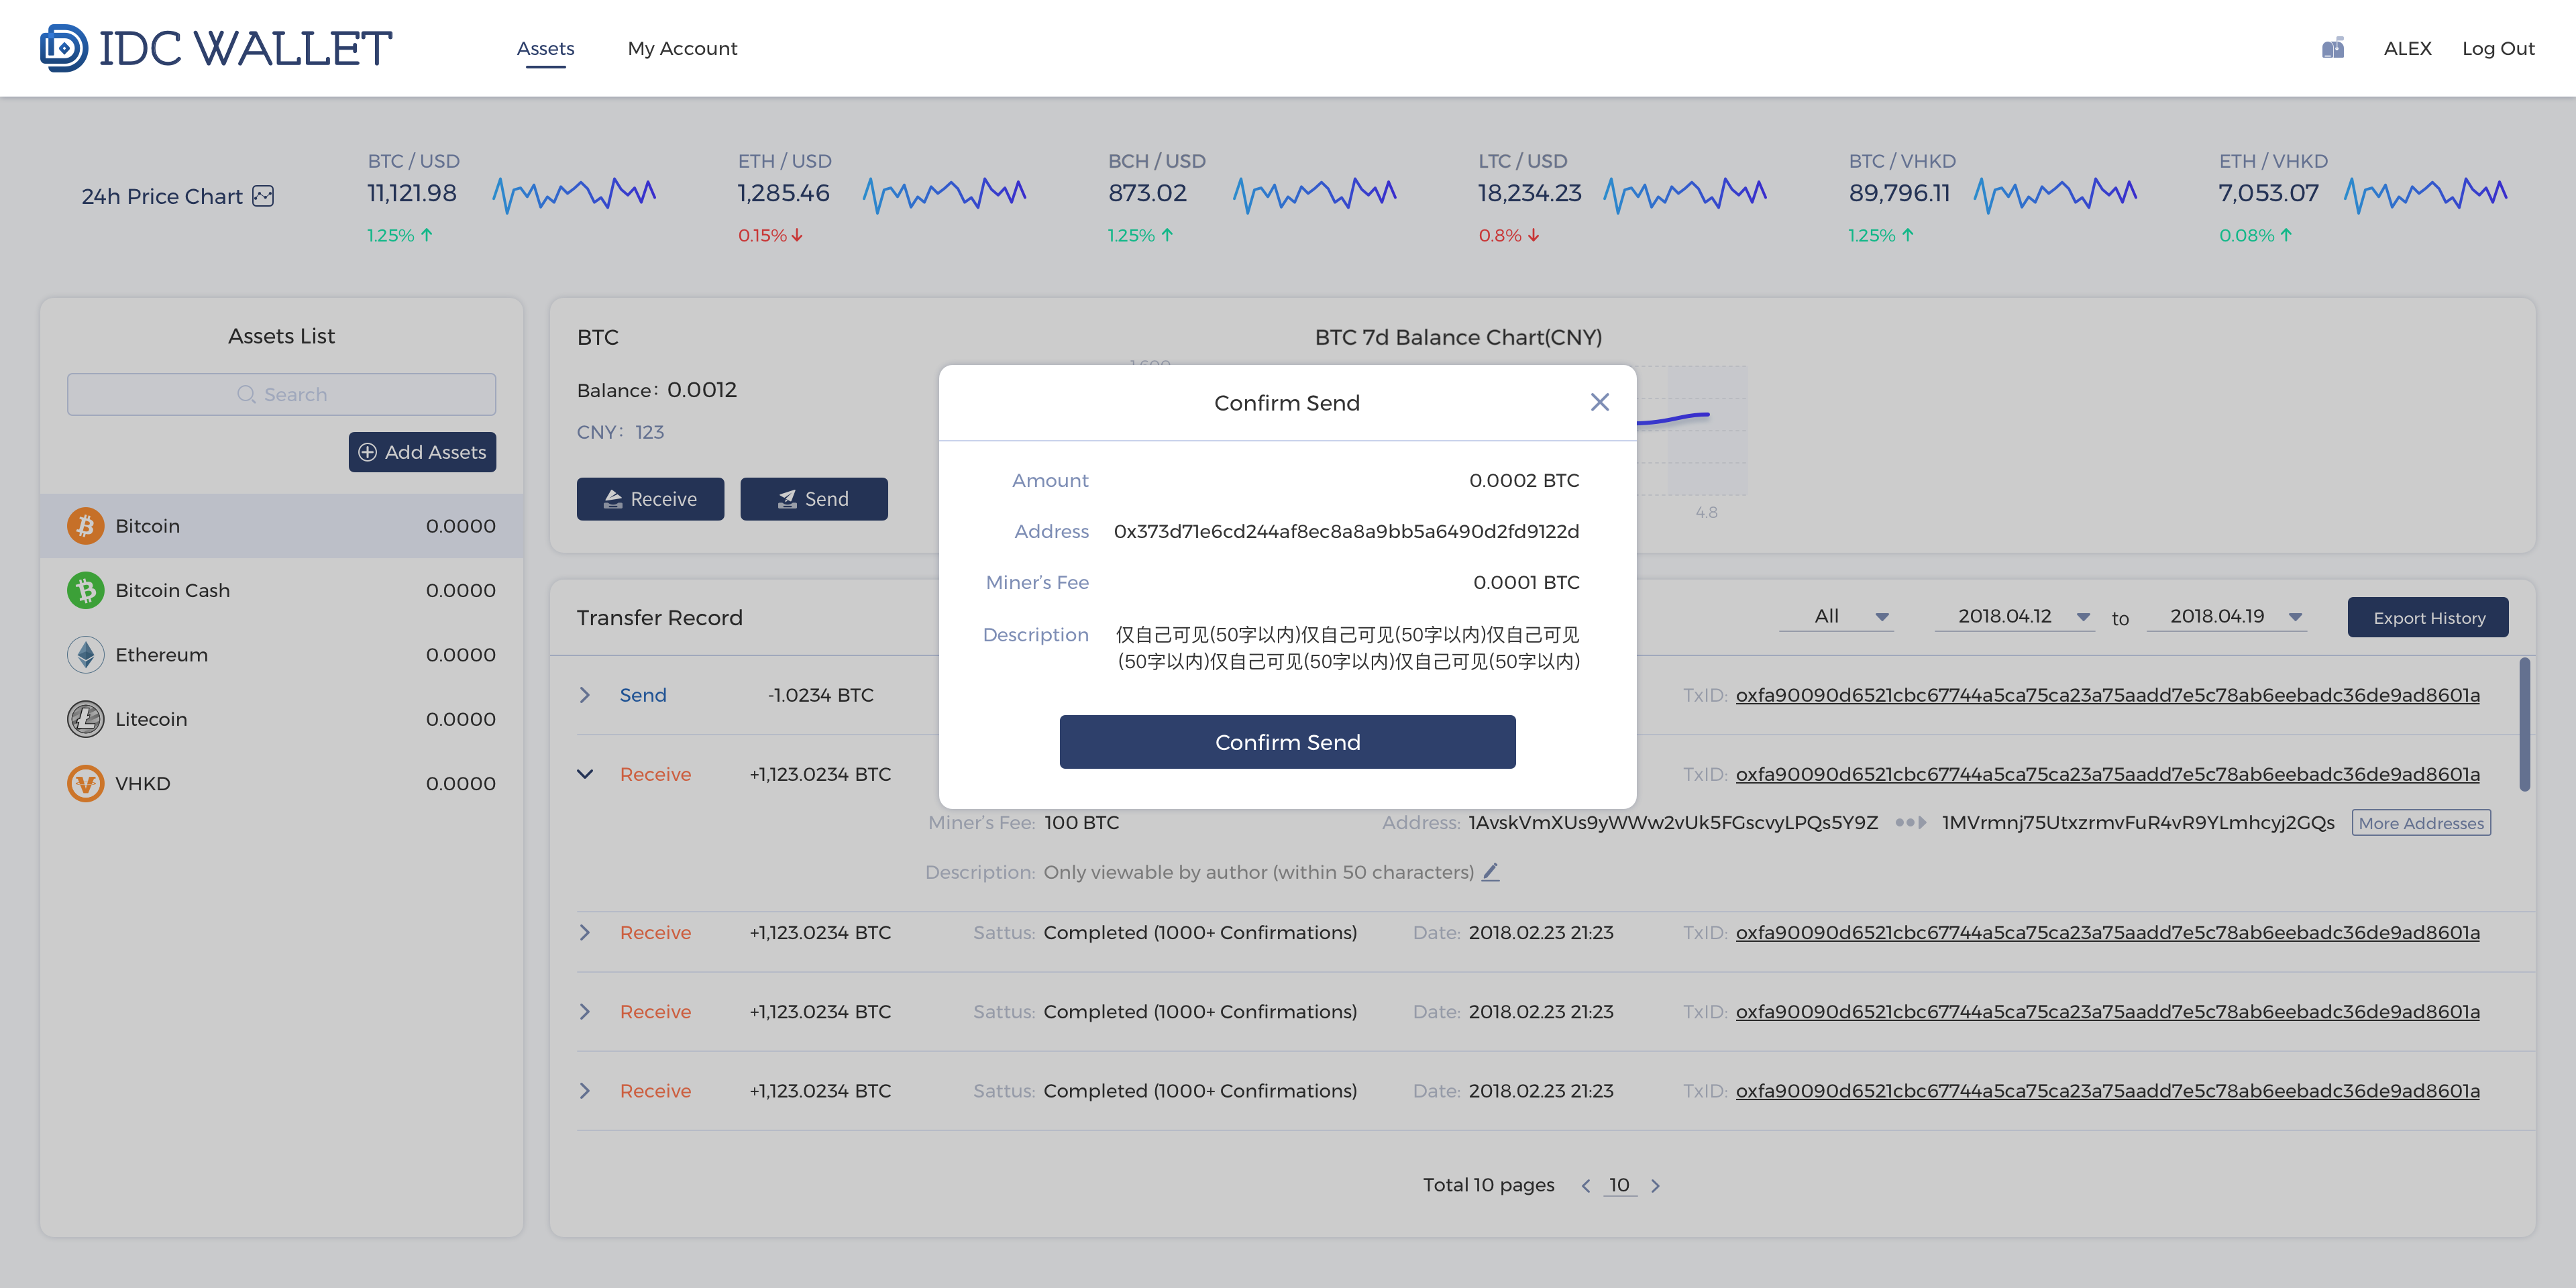 IDC WALLET
Assets
My Account
ALEX
Log Out
24h Price Chart
BTC / USD
11,121.98
1.25%
ETH / USD
1,285.46
0.15%
BCH / USD
873.02
1.25%
LTC / USD
18,234.23
0.8%
BTC / VHKD
89,796.11
1.25%
ETH / VHKD
7,053.07
0.08%
Assets List
Search
Add Assets
Bitcoin 0.0000
Bitcoin Cash 0.0000
Ethereum 0.0000
Litecoin 0.0000
VHKD 0.0000
BTC
Balance: 0.0012
CNY: 123
Receive
Send
BTC 7d Balance Chart(CNY)
4.8
Confirm Send
Amount 0.0002 BTC
Address 0x373d71e6cd244af8ec8a8a9bb5a6490d2fd9122d
Miner's Fee 0.0001 BTC
Description 仅自己可见(50字以内)仅自己可见(50字以内)仅自己可见
(50字以内)仅自己可见(50字以内)仅自己可见(50字以内)
Confirm Send
Transfer Record
All
2018.04.12 to 2018.04.19
Export History
Send -1.0234 BTC TxID: oxfa90090d6521cbc67744a5ca75ca23a75aadd7e5c78ab6eebadc36de9ad8601a
Receive +1,123.0234 BTC TxID: oxfa90090d6521cbc67744a5ca75ca23a75aadd7e5c78ab6eebadc36de9ad8601a
Miner's Fee: 100 BTC Address: 1AvskVmXUs9yWWw2vUk5FGscvyLPQs5Y9Z 1MVrmnj75UtxzrmvFuR4vR9YLmhcyj2GQs More Addresses
Description: Only viewable by author (within 50 characters)
Receive +1,123.0234 BTC Sattus: Completed (1000+ Confirmations) Date: 2018.02.23 21:23 TxID: oxfa90090d6521cbc67744a5ca75ca23a75aadd7e5c78ab6eebadc36de9ad8601a
Receive +1,123.0234 BTC Sattus: Completed (1000+ Confirmations) Date: 2018.02.23 21:23 TxID: oxfa90090d6521cbc67744a5ca75ca23a75aadd7e5c78ab6eebadc36de9ad8601a
Receive +1,123.0234 BTC Sattus: Completed (1000+ Confirmations) Date: 2018.02.23 21:23 TxID: oxfa90090d6521cbc67744a5ca75ca23a75aadd7e5c78ab6eebadc36de9ad8601a
Total 10 pages 10